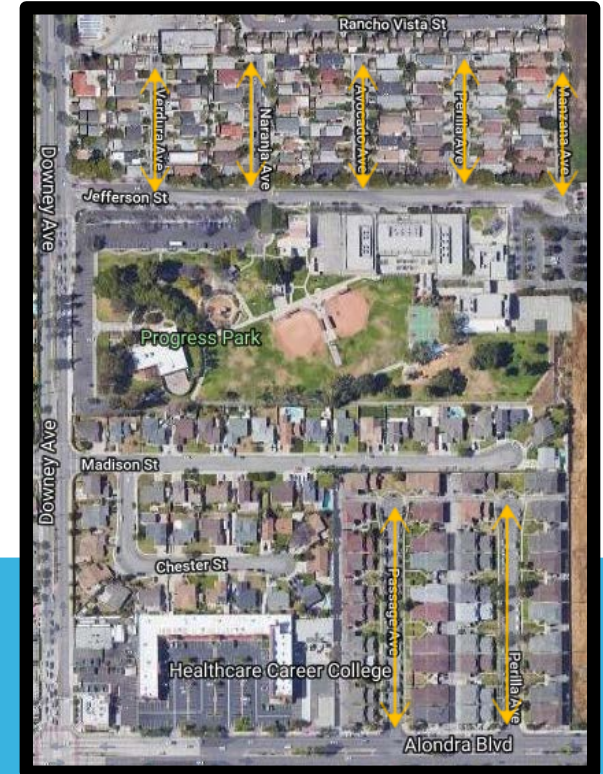 Rancho Vista St
Verdura Ave
Naranja Ave
Avocado Ave
Perilla Ave
Manzana Ave
Downey Ave
Jefferson St
Progress Park
Downey Ave
Madison St
Chester St
Passage Ave
Healthcare Career College
Perilla Ave
Alondra Blvd